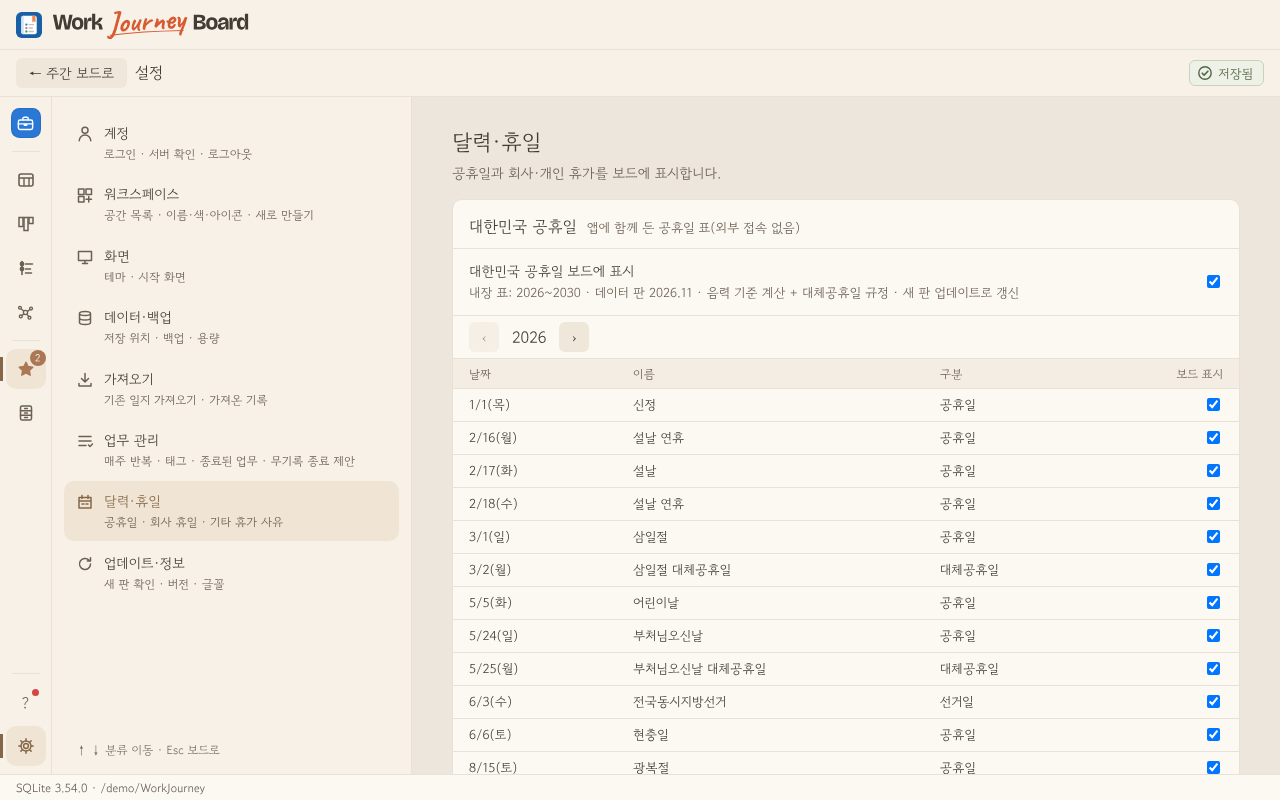 Work Journey Board
← 주간 보드로
설정
저장됨
계정
로그인 · 서버 확인 · 로그아웃
워크스페이스
공간 목록 · 이름·색·아이콘 · 새로 만들기
화면
테마 · 시작 화면
데이터·백업
저장 위치 · 백업 · 용량
가져오기
기존 일지 가져오기 · 가져온 기록
업무 관리
매주 반복 · 태그 · 종료된 업무 · 무기록 종료 제안
달력·휴일
공휴일 · 회사 휴일 · 기타 휴가 사유
업데이트·정보
새 판 확인 · 버전 · 글꼴
↑ ↓ 분류 이동 · Esc 보드로
2
?
달력·휴일
공휴일과 회사·개인 휴가를 보드에 표시합니다.
대한민국 공휴일 앱에 함께 든 공휴일 표(외부 접속 없음)
대한민국 공휴일 보드에 표시
내장 표: 2026~2030 · 데이터 판 2026.11 · 음력 기준 계산 + 대체공휴일 규정 · 새 판 업데이트로 갱신
‹ 2026 ›
날짜 이름 구분 보드 표시
1/1(목) 신정 공휴일
2/16(월) 설날 연휴 공휴일
2/17(화) 설날 공휴일
2/18(수) 설날 연휴 공휴일
3/1(일) 삼일절 공휴일
3/2(월) 삼일절 대체공휴일 대체공휴일
5/5(화) 어린이날 공휴일
5/24(일) 부처님오신날 공휴일
5/25(월) 부처님오신날 대체공휴일 대체공휴일
6/3(수) 전국동시지방선거 선거일
6/6(토) 현충일 공휴일
8/15(토) 광복절 공휴일
SQLite 3.54.0 · /demo/WorkJourney